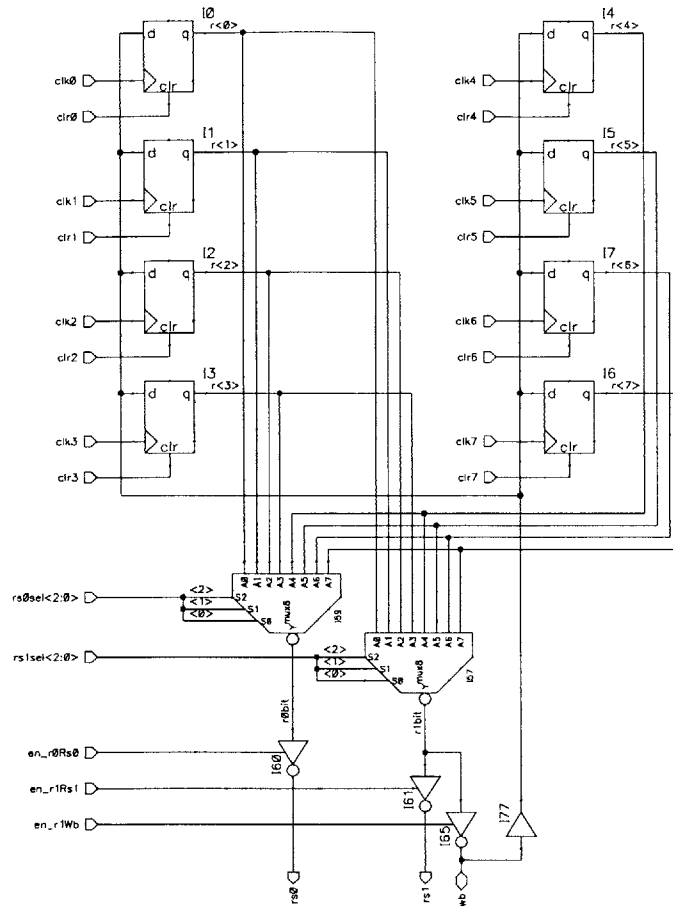 I0
r<0>
d q
clk0
clr
clr0
I1
r<1>
d q
clk1
clr
clr1
I2
r<2>
d q
clk2
clr
clr2
I3
r<3>
d q
clk3
clr
clr3
I4
r<4>
d q
clk4
clr
clr4
I5
r<5>
d q
clk5
clr
clr5
I7
r<6>
d q
clk6
clr
clr6
I6
r<7>
d q
clk7
clr
clr7
A0 A1 A2 A3 A4 A5 A6 A7
rs0sel<2:0>
<2> S2
<1> S1
<0> S0
mux8
Y
I59
A0 A1 A2 A3 A4 A5 A6 A7
rs1sel<2:0>
<2> S2
<1> S1
<0> S0
mux8
Y
I57
r0bit
r1bit
en_r0Rs0
I60
en_r1Rs1
I61
en_r1Wb
I65
I77
rs0
rs1
wb